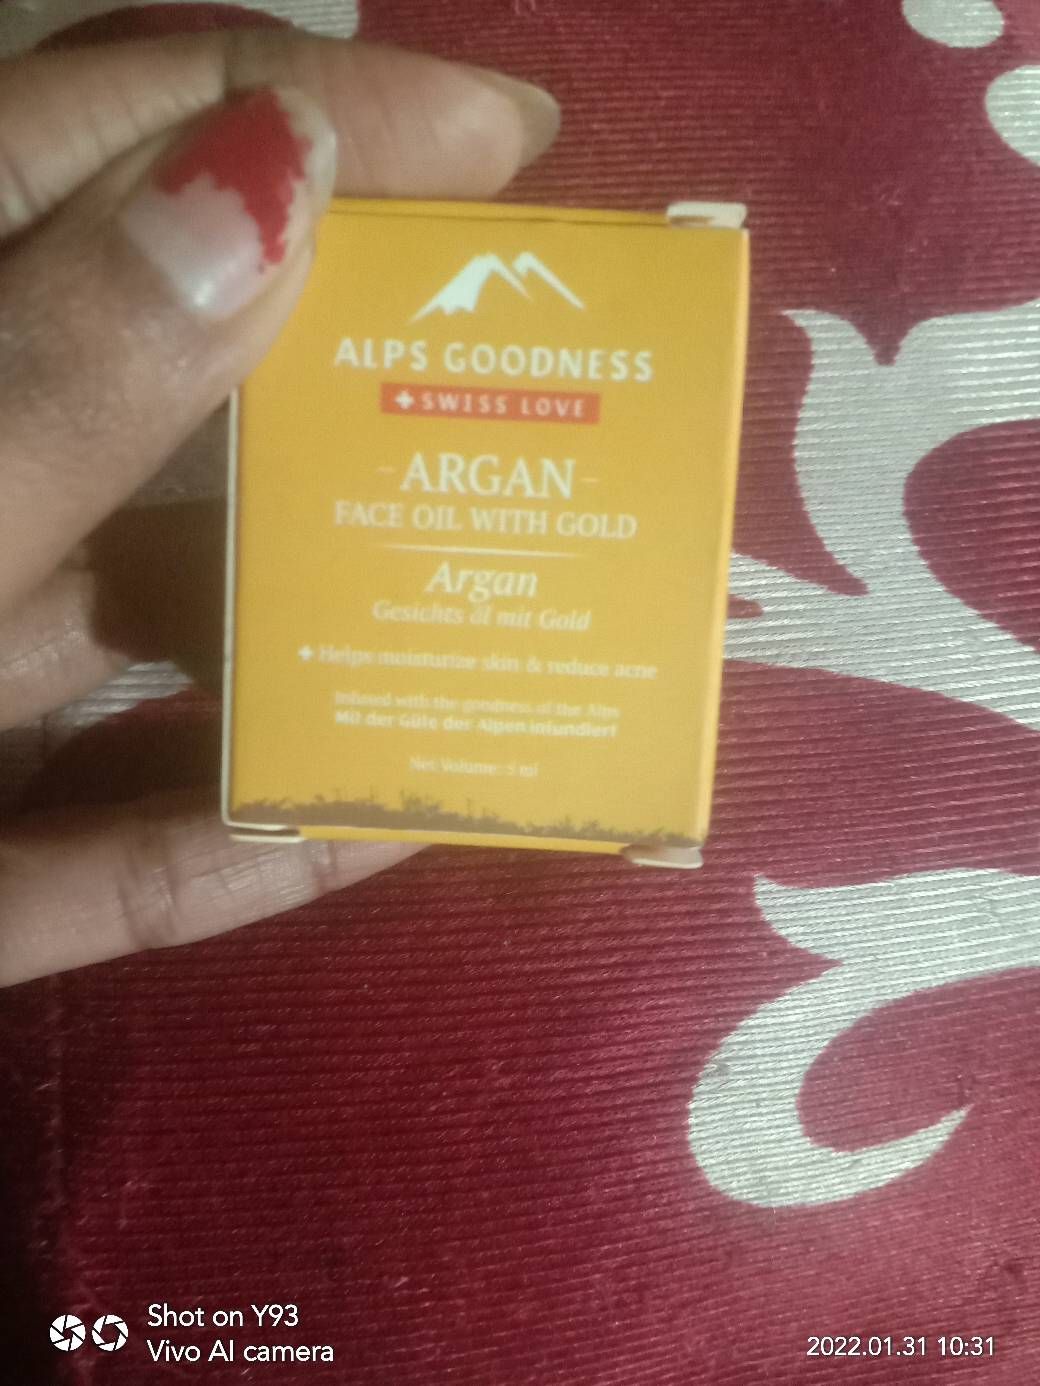 ALPS GOODNESS
SWISS LOVE
-ARGAN-
FACE OIL WITH GOLD
Argan
Gesichts öl mit Gold
Helps moisturize skin & reduce acne
Infused with the goodness of the Alps
Mit der Güte der Alpen infundiert
Net Volume: 5 ml
Shot on Y93
Vivo AI camera
2022.01.31 10:31